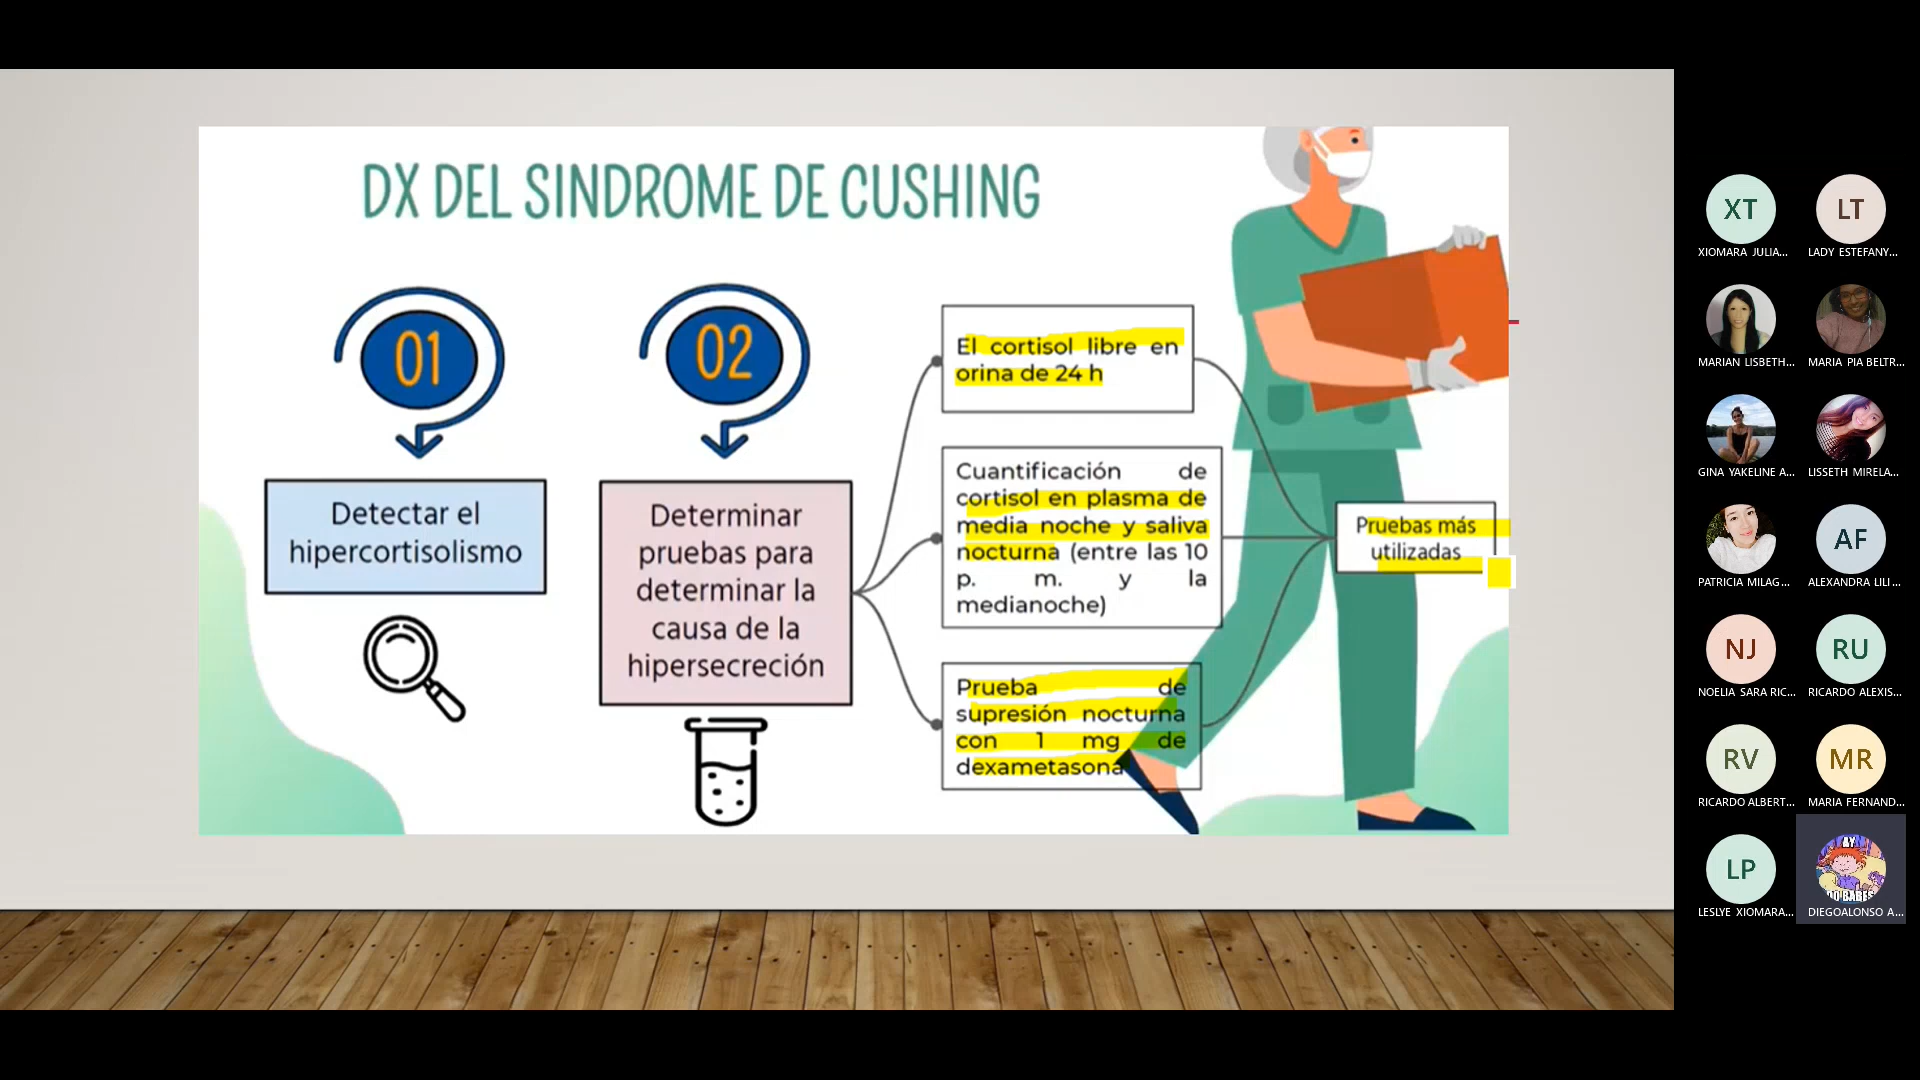 DX DEL SINDROME DE CUSHING
01
Detectar el
hipercortisolismo
02
Determinar
pruebas para
determinar la
causa de la
hipersecreción
El cortisol libre en
orina de 24 h
Cuantificación de
cortisol en plasma de
media noche y saliva
nocturna (entre las 10
p. m. y la
medianoche)
Prueba de
supresión nocturna
con 1 mg de
dexametasona
Pruebas más
utilizadas
XT
XIOMARA JULIA...
LT
LADY ESTEFANY...
MARIAN LISBETH...
MARIA PIA BELTR...
GINA YAKELINE A...
LISSETH MIRELA...
PATRICIA MILAG...
AF
ALEXANDRA LILI...
NJ
NOELIA SARA RIC...
RU
RICARDO ALEXIS...
RV
RICARDO ALBERT...
MR
MARIA FERNAND...
LP
LESLYE XIOMARA...
DIEGOALONSO A...